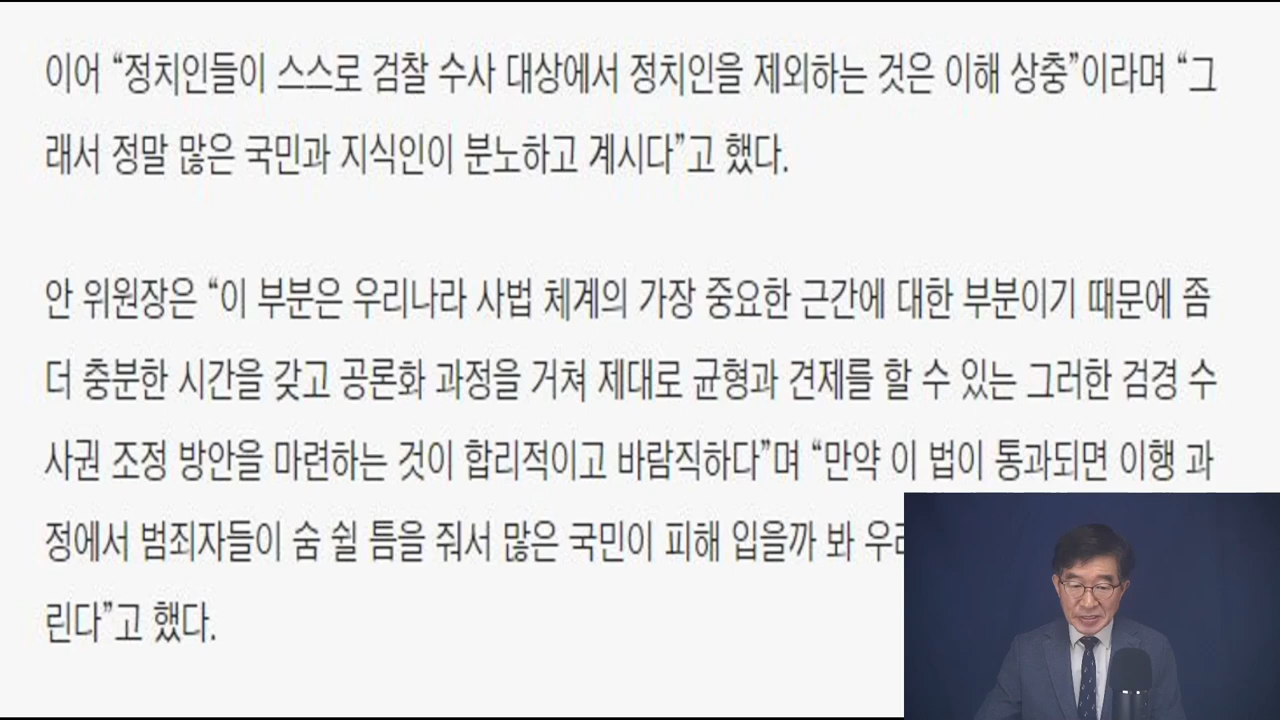 이어 “정치인들이 스스로 검찰 수사 대상에서 정치인을 제외하는 것은 이해 상충”이라며 “그
래서 정말 많은 국민과 지식인이 분노하고 계시다”고 했다.
안 위원장은 “이 부분은 우리나라 사법 체계의 가장 중요한 근간에 대한 부분이기 때문에 좀
더 충분한 시간을 갖고 공론화 과정을 거쳐 제대로 균형과 견제를 할 수 있는 그러한 검경 수
사권 조정 방안을 마련하는 것이 합리적이고 바람직하다”며 “만약 이 법이 통과되면 이행 과
정에서 범죄자들이 숨 쉴 틈을 줘서 많은 국민이 피해 입을까 봐
린다”고 했다.